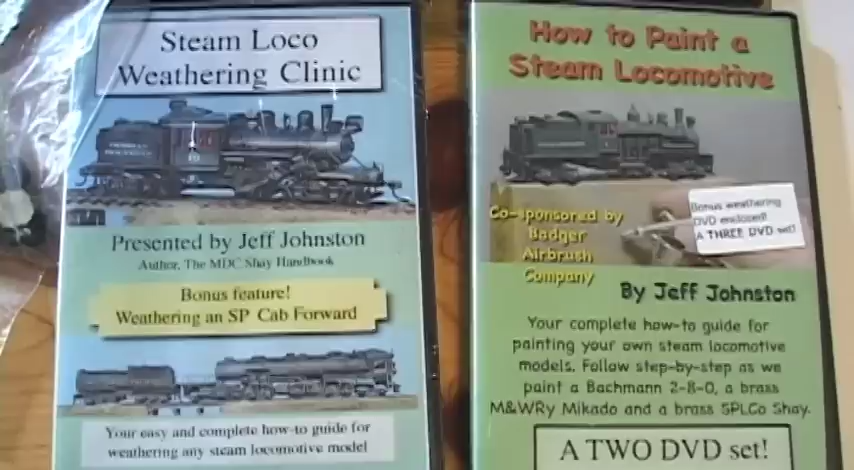 Steam Loco
Weathering Clinic
10
Presented by Jeff Johnston
Author, The MDC Shay Handbook
Bonus feature!
Weathering an SP Cab Forward
Your easy and complete how-to guide for
weathering any steam locomotive model
How to Paint a
Steam Locomotive
Bonus weathering
DVD enclosed!
A THREE DVD set!
Co-sponsored by
Badger
Airbrush
Company
By Jeff Johnston
Your complete how-to guide for
painting your own steam locomotive
models. Follow step-by-step as we
paint a Bachmann 2-8-0, a brass
M&WRy Mikado and a brass SPLCo Shay.
A TWO DVD set!